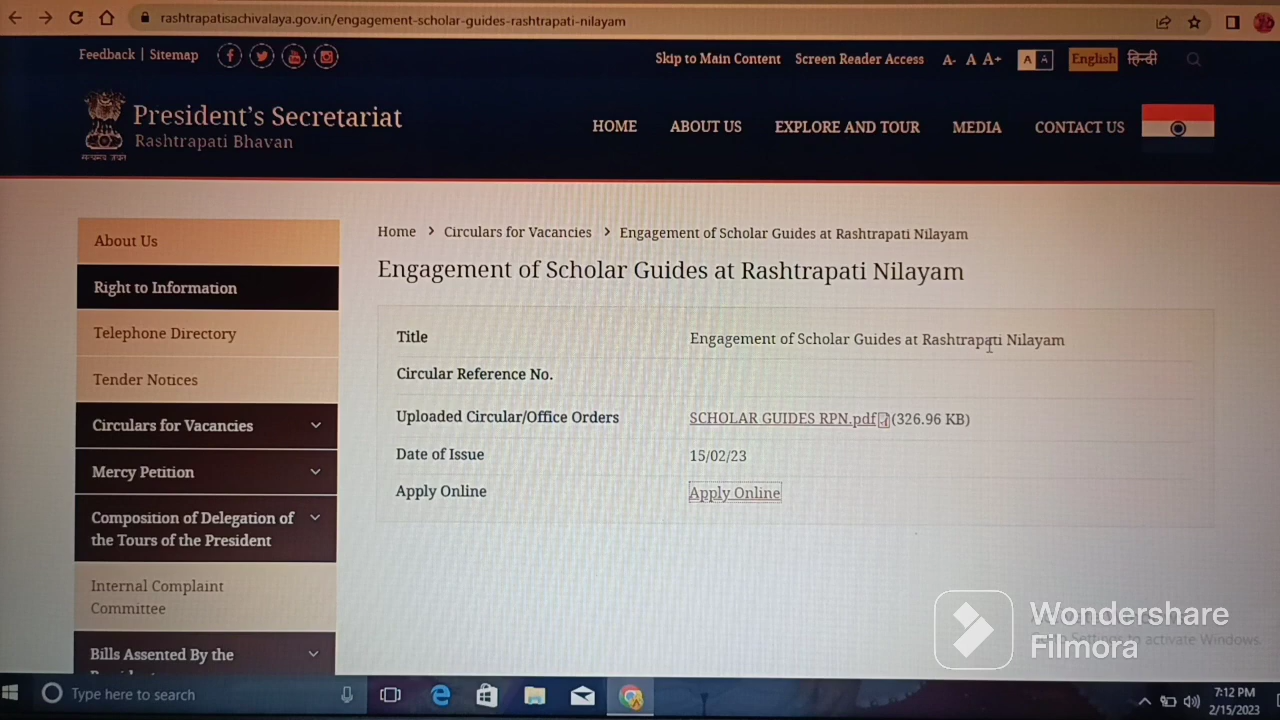 rashtrapatisachivalaya.gov.in/engagement-scholar-guides-rashtrapati-nilayam
Feedback | Sitemap
Skip to Main Content Screen Reader Access A- A A+ A A English हिन्दी
President's Secretariat
Rashtrapati Bhavan
HOME ABOUT US EXPLORE AND TOUR MEDIA CONTACT US
About Us
Right to Information
Telephone Directory
Tender Notices
Circulars for Vacancies
Mercy Petition
Composition of Delegation of
the Tours of the President
Internal Complaint
Committee
Bills Assented By the
Home > Circulars for Vacancies > Engagement of Scholar Guides at Rashtrapati Nilayam
Engagement of Scholar Guides at Rashtrapati Nilayam
Title Engagement of Scholar Guides at Rashtrapati Nilayam
Circular Reference No.
Uploaded Circular/Office Orders SCHOLAR GUIDES RPN.pdf (326.96 KB)
Date of Issue 15/02/23
Apply Online Apply Online
Wondershare
Filmora
Settings to activate Windows.
Type here to search
7:12 PM
2/15/2023